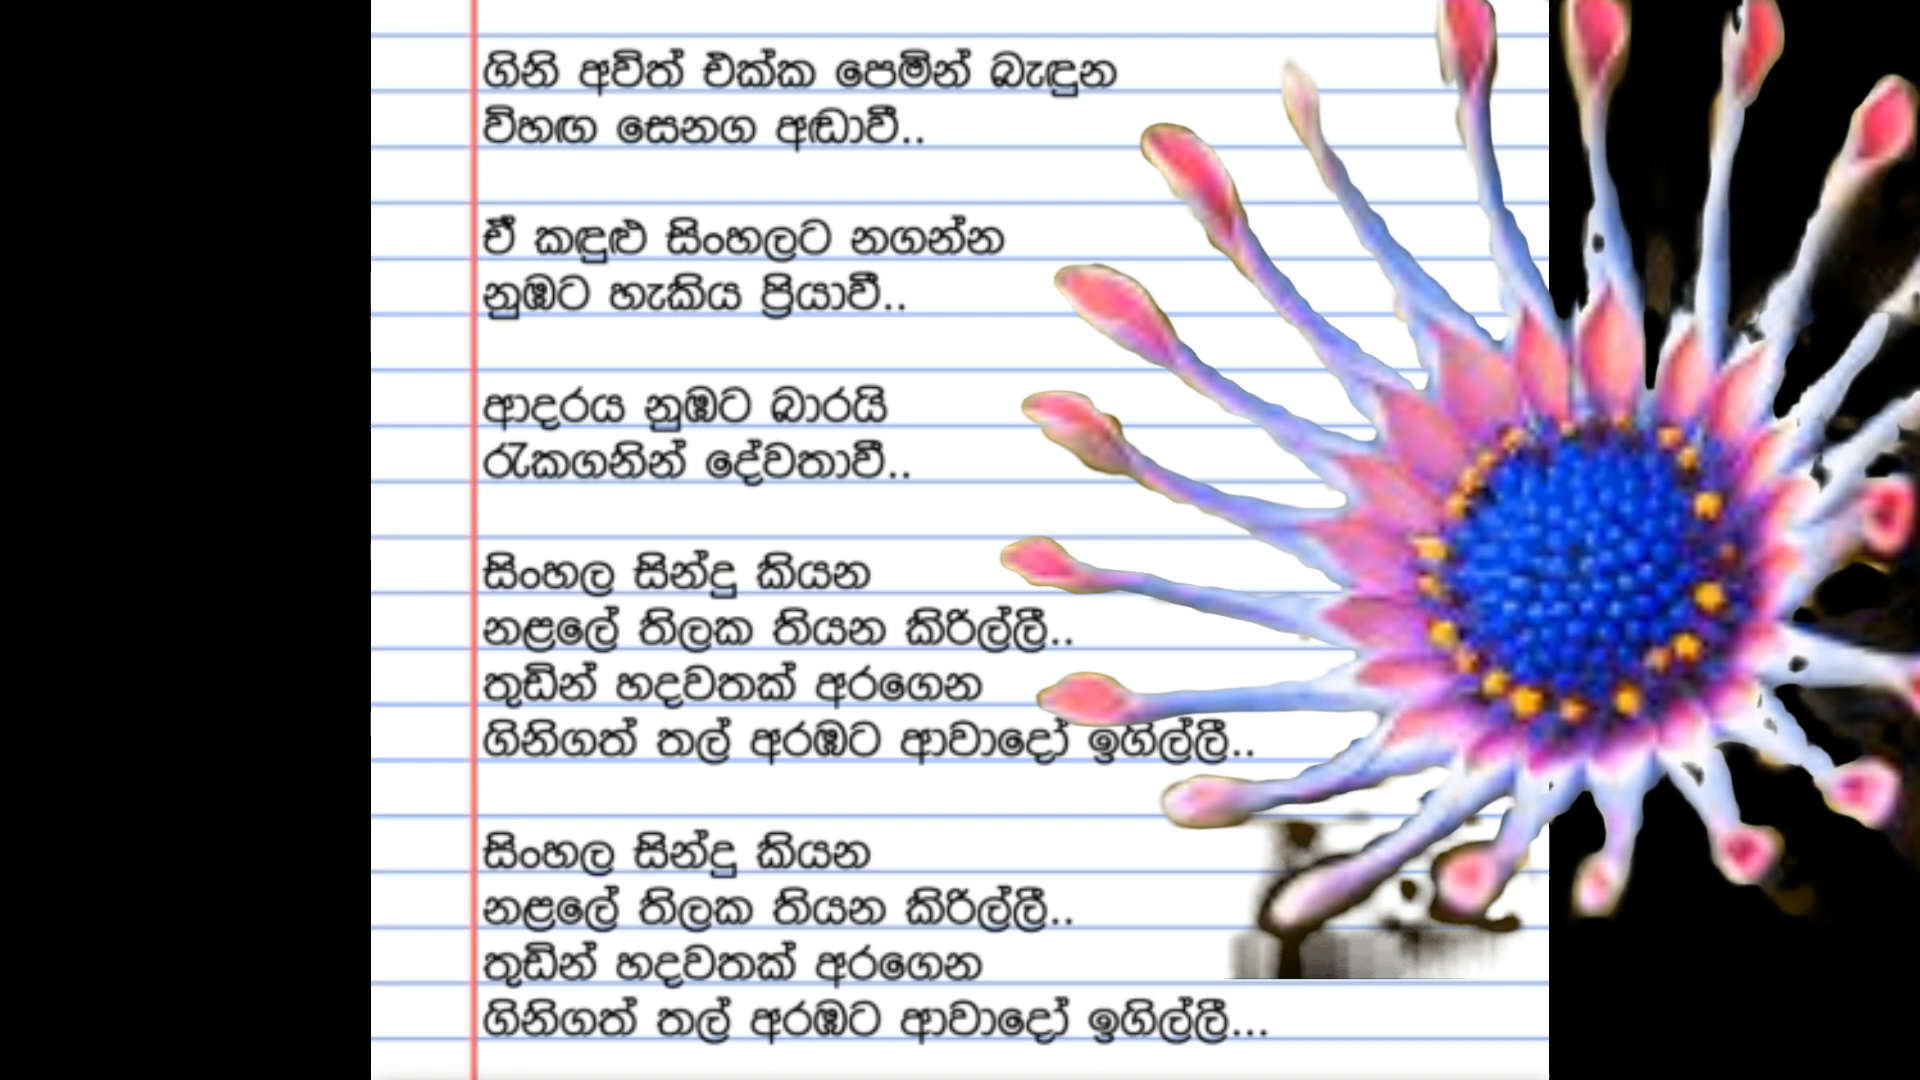 ගිනි අවිත් එක්ක පෙමින් බැඳුන
විහඟ සෙනග අඬාවී..
ඒ කඳුළු සිංහලට නගන්න
නුඹට හැකිය ප්‍රියාවී..
ආදරය නුඹට බාරයි
රැකගනින් දේවතාවී..
සිංහල සින්දු කියන
නළලේ තිලක තියන කිරිල්ලී..
තුඩින් හදවතක් අරගෙන
ගිනිගත් තල් අරඹට ආවාදෝ ඉගිල්ලී..
සිංහල සින්දු කියන
නළලේ තිලක තියන කිරිල්ලී..
තුඩින් හදවතක් අරගෙන
ගිනිගත් තල් අරඹට ආවාදෝ ඉගිල්ලී...